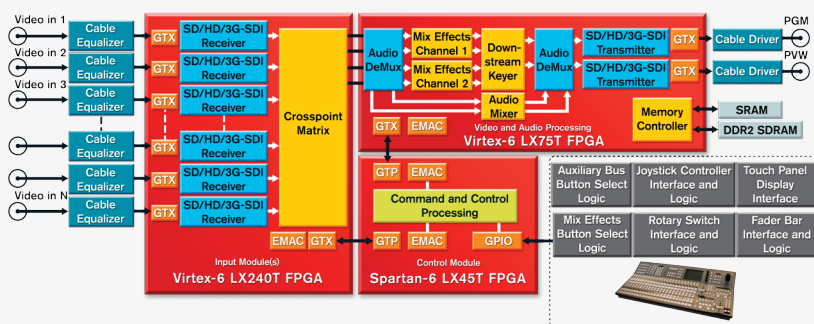 Video in 1
Cable
Equalizer
GTX
SD/HD/3G-SDI
Receiver
Video in 2
Cable
Equalizer
GTX
SD/HD/3G-SDI
Receiver
Video in 3
Cable
Equalizer
GTX
SD/HD/3G-SDI
Receiver
Cable
Equalizer
GTX
SD/HD/3G-SDI
Receiver
Cable
Equalizer
GTX
SD/HD/3G-SDI
Receiver
Video in N
Cable
Equalizer
GTX
SD/HD/3G-SDI
Receiver
Crosspoint
Matrix
EMAC
GTX
Input Module(s)
Virtex-6 LX240T FPGA
Audio
DeMux
Mix Effects
Channel 1
Mix Effects
Channel 2
Down-
stream
Keyer
Audio
Mixer
Audio
DeMux
SD/HD/3G-SDI
Transmitter
GTX
Cable Driver
PGM
SD/HD/3G-SDI
Transmitter
GTX
Cable Driver
PVW
GTX
EMAC
Video and Audio Processing
Virtex-6 LX75T FPGA
Memory
Controller
SRAM
DDR2 SDRAM
GTP
EMAC
Command and Control
Processing
GTP
EMAC
GPIO
Control Module
Spartan-6 LX45T FPGA
Auxiliary Bus
Button Select
Logic
Joystick Controller
Interface and
Logic
Touch Panel
Display
Interface
Mix Effects
Button Select
Logic
Rotary Switch
Interface and
Logic
Fader Bar
Interface and
Logic